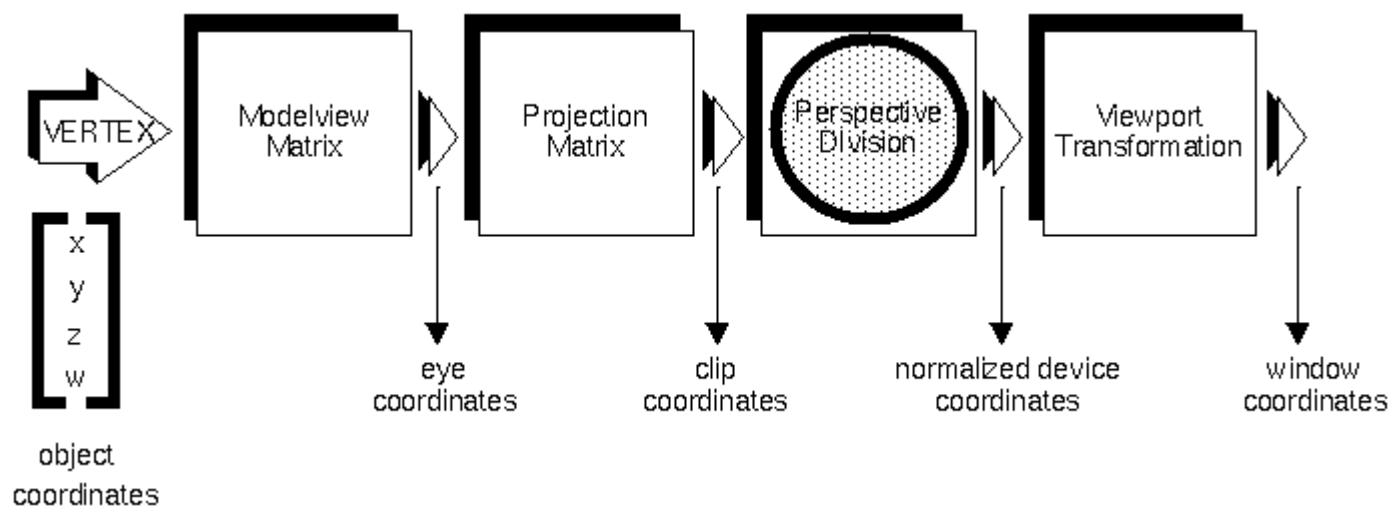 VERTEX
Modelview
Matrix
Projection
Matrix
Perspective
DIvision
Viewport
Transformation
x
y
z
w
object
coordinates
eye
coordinates
clip
coordinates
normalized device
coordinates
window
coordinates